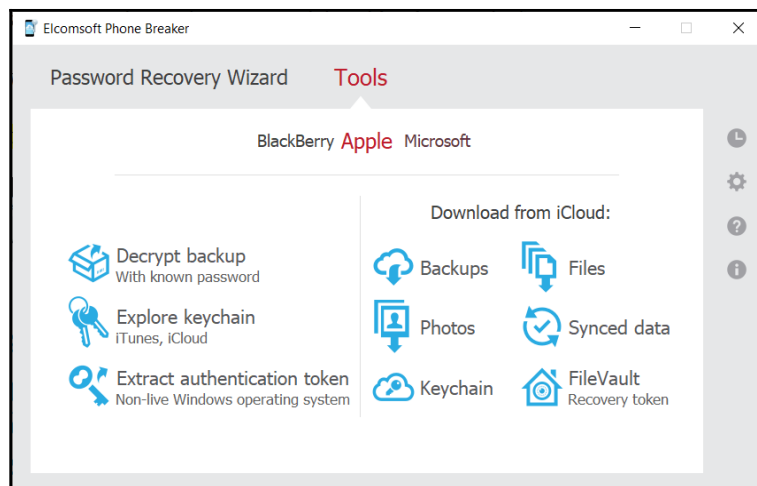 Elcomsoft Phone Breaker
Password Recovery Wizard Tools
BlackBerry Apple Microsoft
Decrypt backup
With known password
Explore keychain
iTunes, iCloud
Extract authentication token
Non-live Windows operating system
Download from iCloud:
Backups
Files
Photos
Synced data
Keychain
FileVault
Recovery token